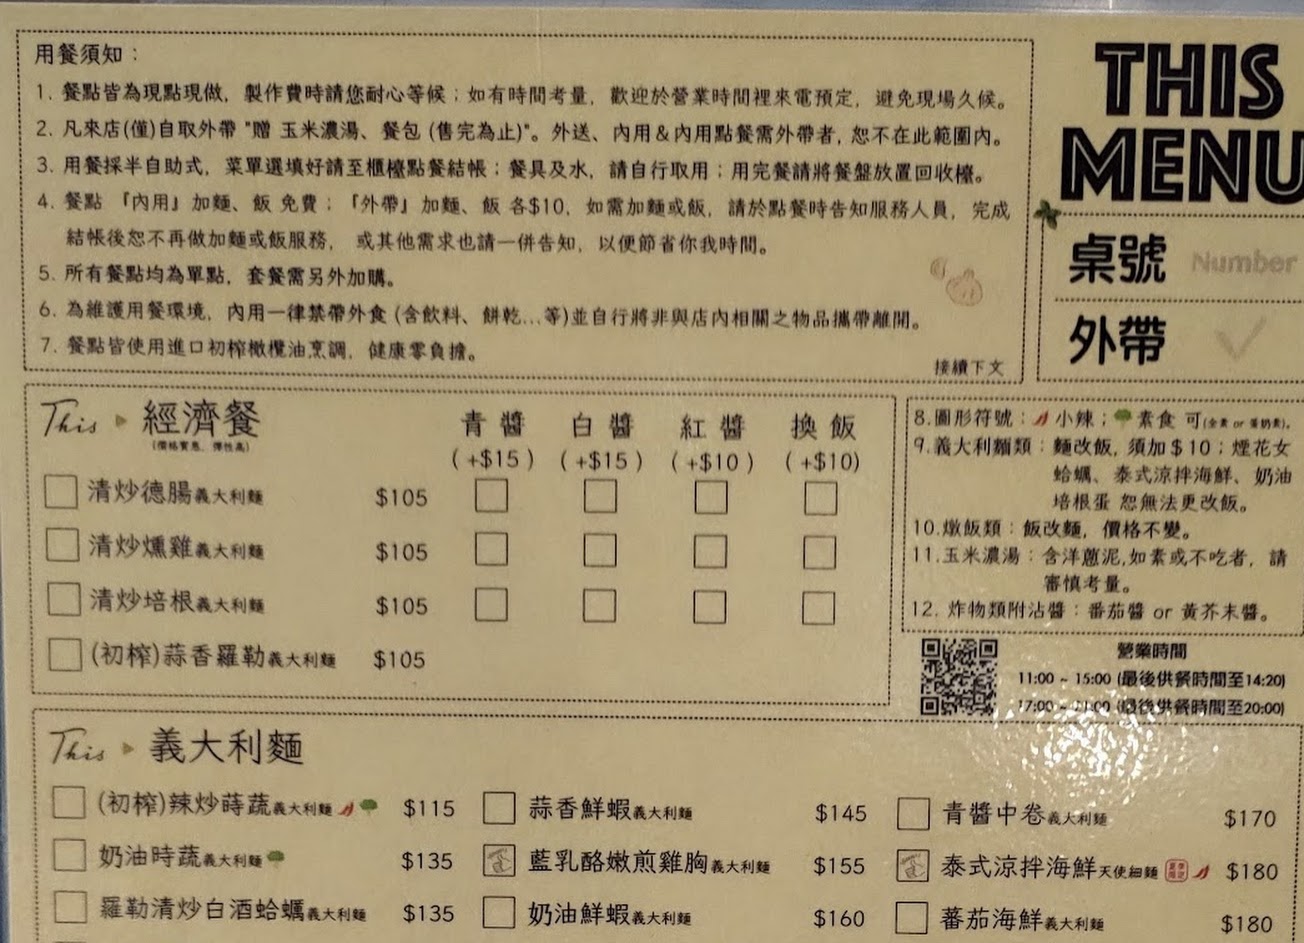 用餐須知：
1. 餐點皆為現點現做，製作費時請您耐心等候；如有時間考量，歡迎於營業時間裡來電預定，避免現場久候。
2. 凡來店(僅)自取外帶 "贈 玉米濃湯、餐包 (售完為止)"。外送、內用＆內用點餐需外帶者, 恕不在此範圍內。
3. 用餐採半自助式，菜單選填好請至櫃檯點餐結帳；餐具及水，請自行取用；用完餐請將餐盤放置回收檯。
4. 餐點 『內用』加麵、飯 免費；『外帶』加麵、飯 各$10，如需加麵或飯，請於點餐時告知服務人員，完成
結帳後恕不再做加麵或飯服務， 或其他需求也請一併告知，以便節省你我時間。
5. 所有餐點均為單點，套餐需另外加購。
6. 為維護用餐環境，內用一律禁帶外食 (含飲料、餅乾...等)並自行將非與店內相關之物品攜帶離開。
7. 餐點皆使用進口初榨橄欖油烹調，健康零負擔。
接續下文
THIS
MENU
桌號 Number
外帶
This 經濟餐
(價格實惠、彈性高)
青醬 白醬 紅醬 換飯
(+$15) (+$15) (+$10) (+$10)
清炒德腸義大利麵 $105
清炒燻雞義大利麵 $105
清炒培根義大利麵 $105
(初榨)蒜香羅勒義大利麵 $105
8.圖形符號： 小辣； 素食 可(全素 or 蛋奶素)。
9.義大利麵類：麵改飯, 須加＄10；煙花女
蛤蠣、泰式涼拌海鮮、奶油
培根蛋 恕無法更改飯。
10.燉飯類：飯改麵，價格不變。
11.玉米濃湯：含洋蔥泥,如素或不吃者，請
審慎考量。
12. 炸物類附沾醬：番茄醬 or 黃芥末醬。
營業時間
11:00 ~ 15:00 (最後供餐時間至14:20)
17:00 ~ 21:00 (最後供餐時間至20:00)
This 義大利麵
(初榨)辣炒蒔蔬義大利麵 $115 蒜香鮮蝦義大利麵 $145 青醬中卷義大利麵 $170
奶油時蔬義大利麵 $135 藍乳酪嫩煎雞胸義大利麵 $155 泰式涼拌海鮮天使細麵 $180
羅勒清炒白酒蛤蠣義大利麵 $135 奶油鮮蝦義大利麵 $160 蕃茄海鮮義大利麵 $180